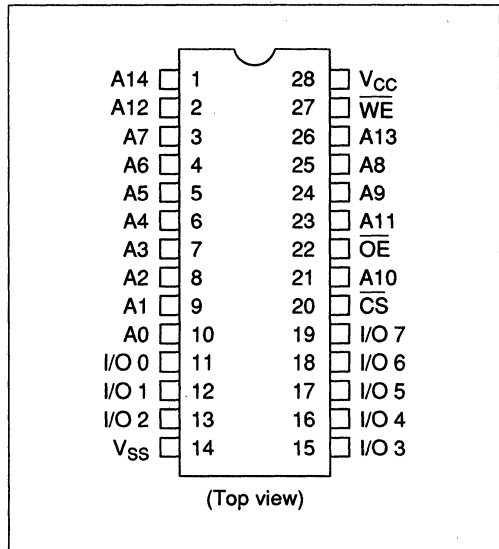 A14 1 28 VCC
A12 2 27 WE
A7 3 26 A13
A6 4 25 A8
A5 5 24 A9
A4 6 23 A11
A3 7 22 OE
A2 8 21 A10
A1 9 20 CS
A0 10 19 I/O 7
I/O 0 11 18 I/O 6
I/O 1 12 17 I/O 5
I/O 2 13 16 I/O 4
VSS 14 15 I/O 3
(Top view)